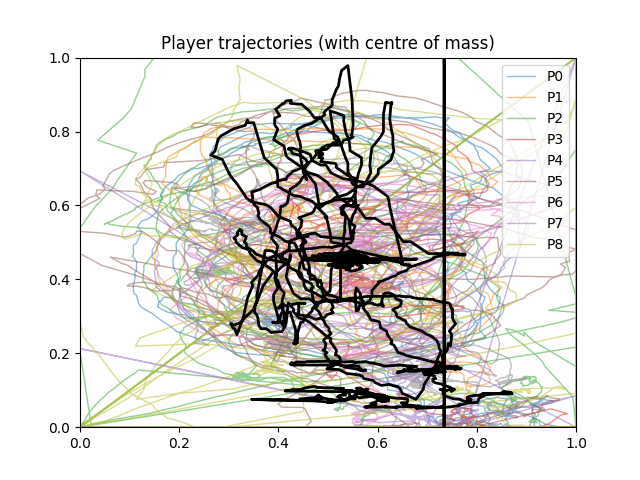 Player trajectories (with centre of mass)
1.0
0.8
0.6
0.4
0.2
0.0
0.0 0.2 0.4 0.6 0.8 1.0
P0
P1
P2
P3
P4
P5
P6
P7
P8